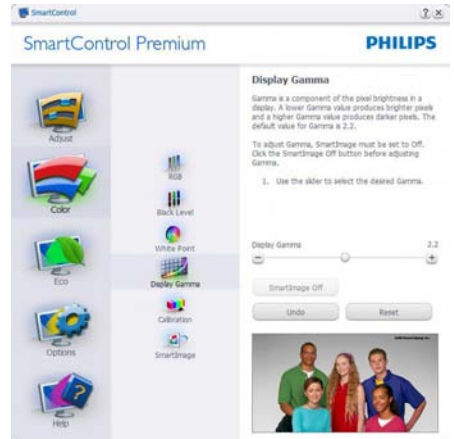 SmartControl
SmartControl Premium
PHILIPS
Adjust
Color
Eco
Options
Help
RGB
Black Level
White Point
Display Gamma
Calibration
SmartImage
Display Gamma
Gamma is a component of the pixel brightness in a
display. A lower Gamma value produces brighter pixels
and a higher Gamma value produces darker pixels. The
default value for Gamma is 2.2.
To adjust Gamma, SmartImage must be set to Off.
Click the SmartImage Off button before adjusting
Gamma.
1. Use the slider to select the desired Gamma.
Display Gamma 2.2
SmartImage Off
Undo Reset